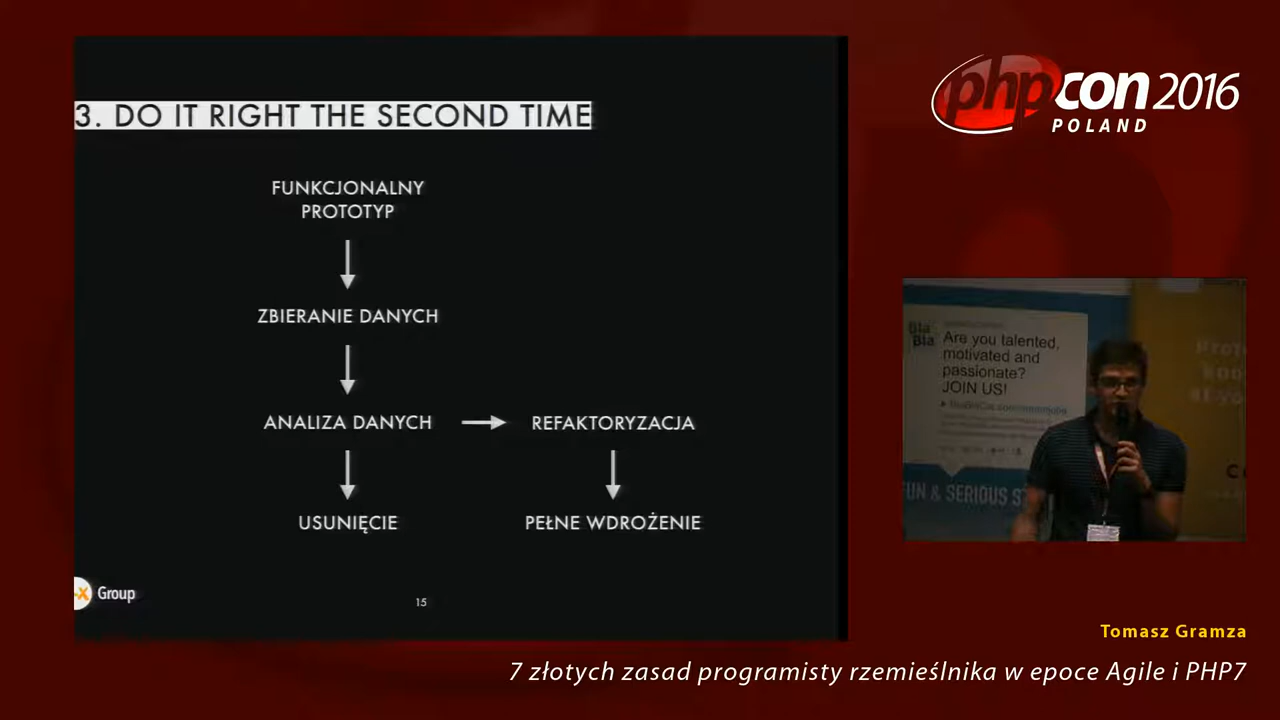 3. DO IT RIGHT THE SECOND TIME
FUNKCJONALNY
PROTOTYP
ZBIERANIE DANYCH
ANALIZA DANYCH
REFAKTORYZACJA
USUNIĘCIE
PEŁNE WDROŻENIE
X Group
15
phpcon 2016
POLAND
Bla
Bla
Are you talented,
motivated and
passionate?
JOIN US!
FUN & SERIOUS
Tomasz Gramza
7 złotych zasad programisty rzemieślnika w epoce Agile i PHP7